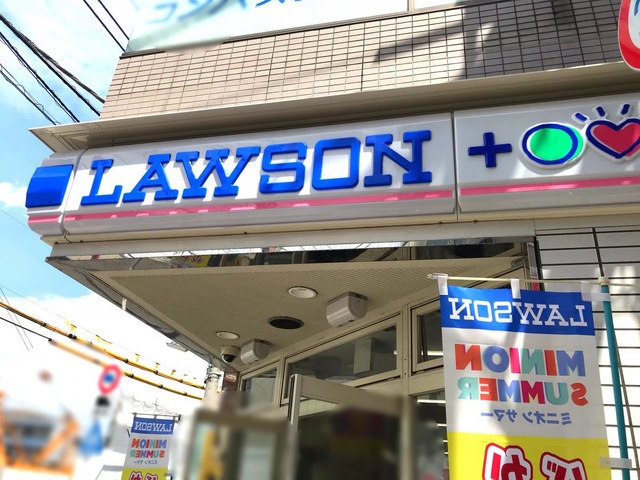 LAWSON +
LAWSON
MINION
SUMMER
ミニオン サマー
LAWSON
MINION
SUMMER